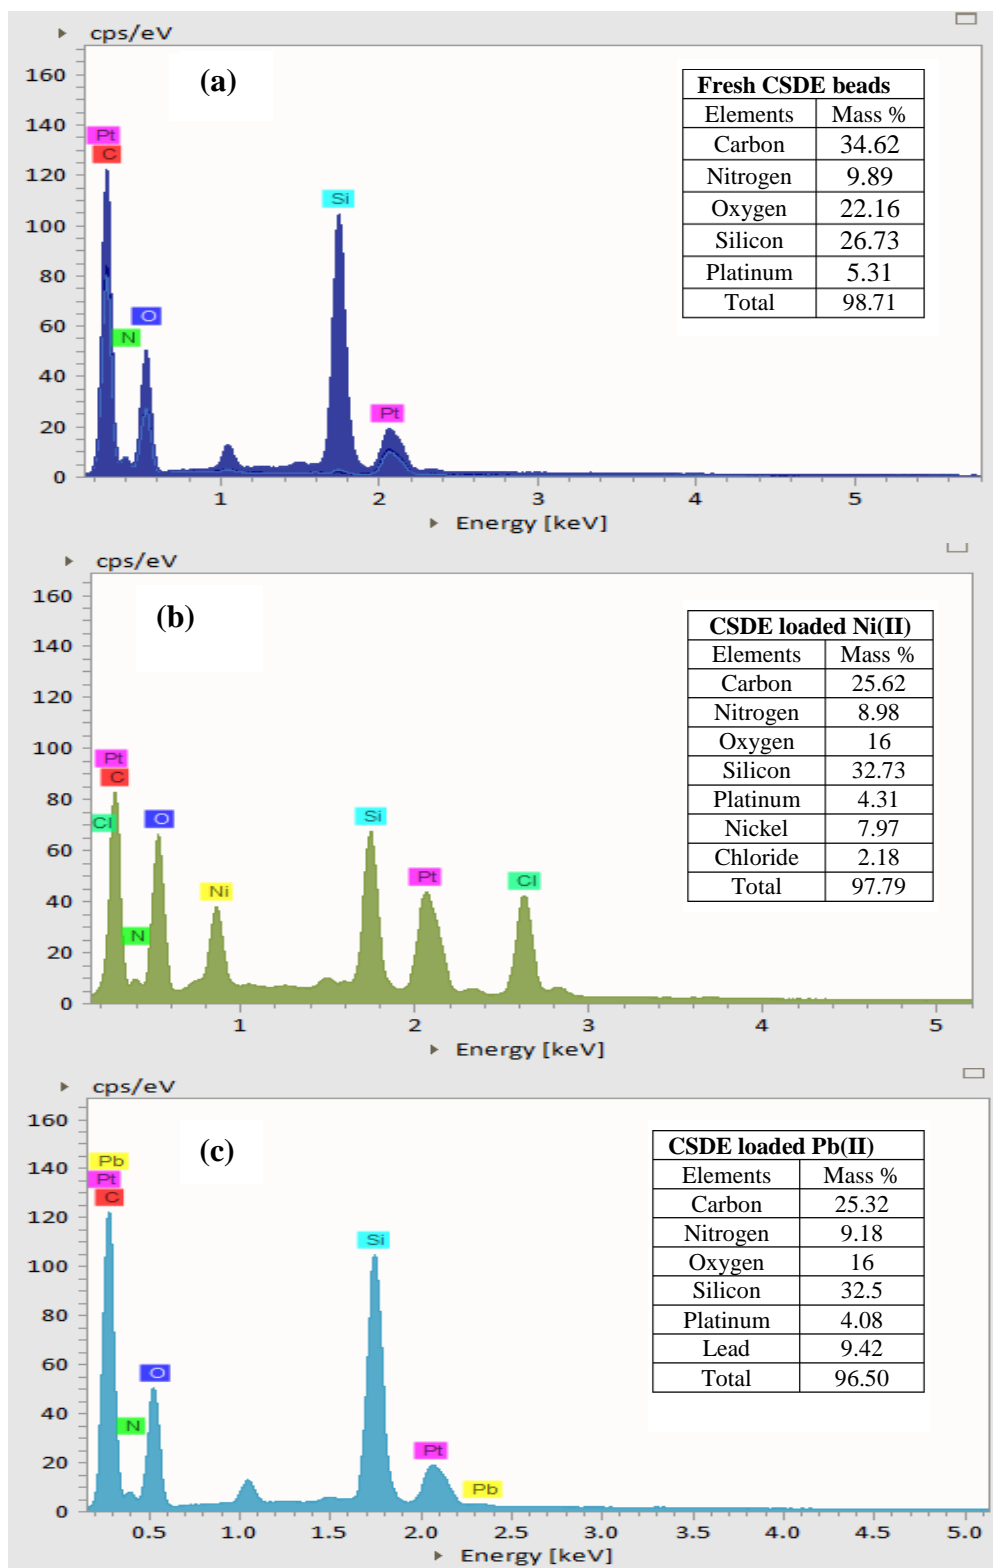 cps/eV
(a)
160
140
120
100
80
60
40
20
0
Pt
C
N
O
Si
Pt
1 2 3 4 5
Energy [keV]
Fresh CSDE beads
Elements Mass %
Carbon 34.62
Nitrogen 9.89
Oxygen 22.16
Silicon 26.73
Platinum 5.31
Total 98.71
cps/eV
(b)
160
140
120
100
80
60
40
20
0
Pt
C
Cl
N
O
Ni
Si
Pt
Cl
1 2 3 4 5
Energy [keV]
CSDE loaded Ni(II)
Elements Mass %
Carbon 25.62
Nitrogen 8.98
Oxygen 16
Silicon 32.73
Platinum 4.31
Nickel 7.97
Chloride 2.18
Total 97.79
cps/eV
(c)
160
140
120
100
80
60
40
20
0
Pb
Pt
C
N
O
Si
Pt
Pb
0.5 1.0 1.5 2.0 2.5 3.0 3.5 4.0 4.5 5.0
Energy [keV]
CSDE loaded Pb(II)
Elements Mass %
Carbon 25.32
Nitrogen 9.18
Oxygen 16
Silicon 32.5
Platinum 4.08
Lead 9.42
Total 96.50